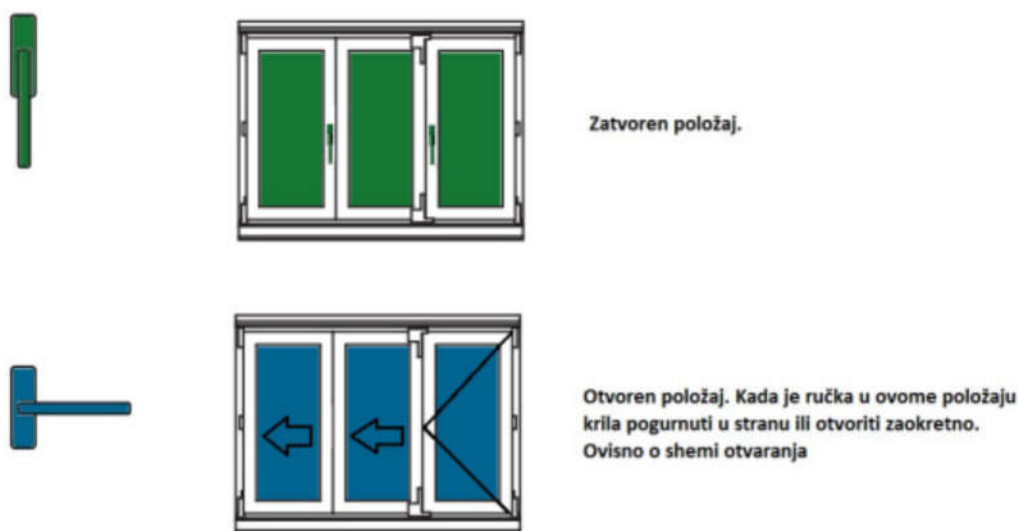 Zatvoren položaj.
Otvoren položaj. Kada je ručka u ovome položaju
krila pogurnuti u stranu ili otvoriti zaokretno.
Ovisno o shemi otvaranja